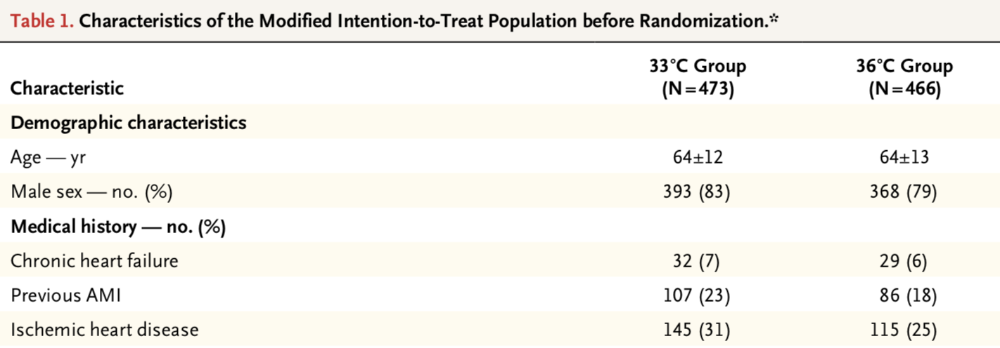 Table 1. Characteristics of the Modified Intention-to-Treat Population before Randomization.*
Characteristic 33°C Group (N=473) 36°C Group (N=466)
Demographic characteristics
Age — yr 64±12 64±13
Male sex — no. (%) 393 (83) 368 (79)
Medical history — no. (%)
Chronic heart failure 32 (7) 29 (6)
Previous AMI 107 (23) 86 (18)
Ischemic heart disease 145 (31) 115 (25)